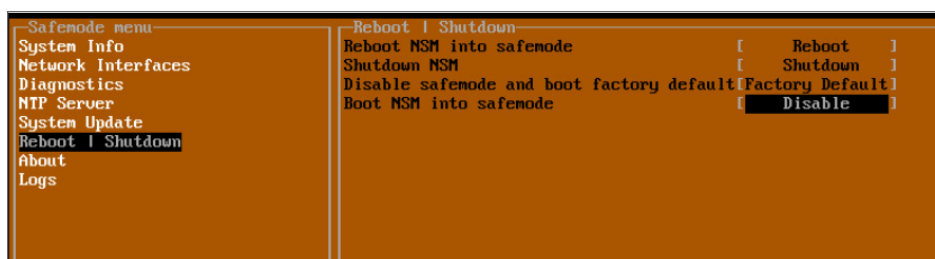 Safemode menu
System Info
Network Interfaces
Diagnostics
NTP Server
System Update
Reboot | Shutdown
About
Logs
Reboot | Shutdown
Reboot NSM into safemode [ Reboot ]
Shutdown NSM [ Shutdown ]
Disable safemode and boot factory default[Factory Default]
Boot NSM into safemode [ Disable ]